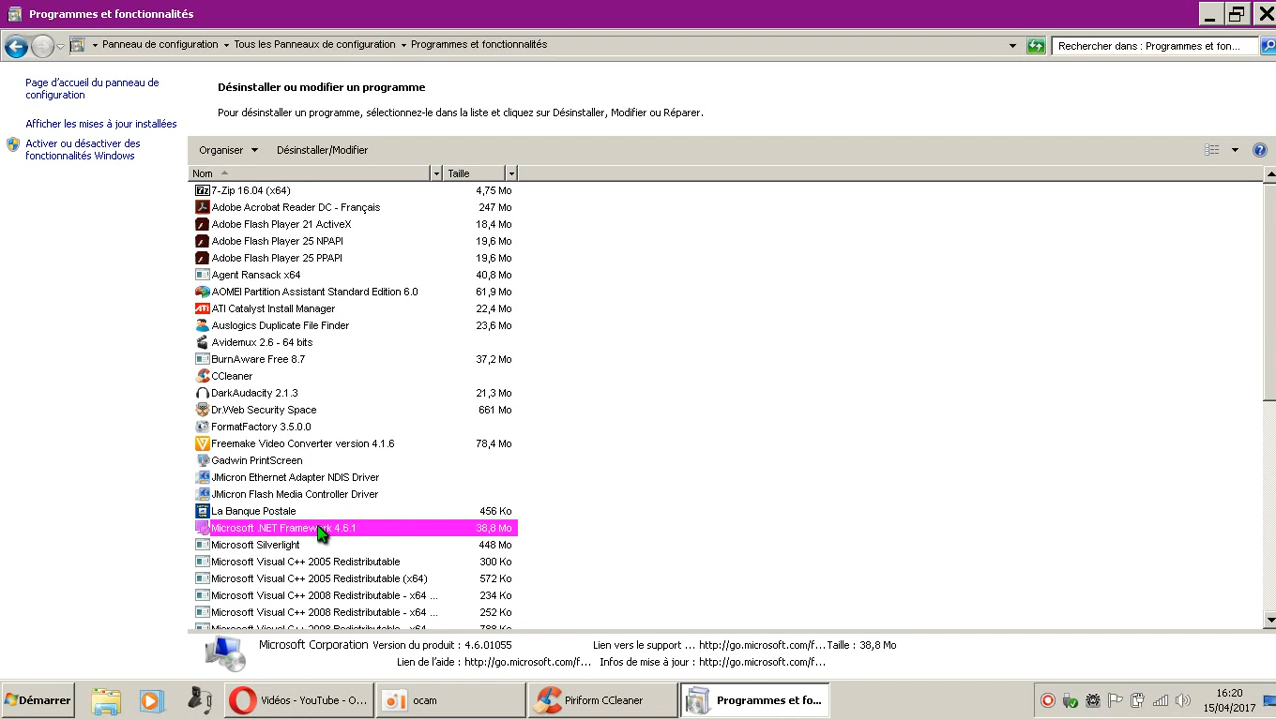 Programmes et fonctionnalités
Panneau de configuration
Tous les Panneaux de configuration
Programmes et fonctionnalités
Rechercher dans : Programmes et fon...
Page d'accueil du panneau de
configuration
Afficher les mises à jour installées
Activer ou désactiver des
fonctionnalités Windows
Désinstaller ou modifier un programme
Pour désinstaller un programme, sélectionnez-le dans la liste et cliquez sur Désinstaller, Modifier ou Réparer.
Organiser Désinstaller/Modifier
Nom Taille
7-Zip 16.04 (x64) 4,75 Mo
Adobe Acrobat Reader DC - Français 247 Mo
Adobe Flash Player 21 ActiveX 18,4 Mo
Adobe Flash Player 25 NPAPI 19,6 Mo
Adobe Flash Player 25 PPAPI 19,6 Mo
Agent Ransack x64 40,8 Mo
AOMEI Partition Assistant Standard Edition 6.0 61,9 Mo
ATI Catalyst Install Manager 22,4 Mo
Auslogics Duplicate File Finder 23,6 Mo
Avidemux 2.6 - 64 bits
BurnAware Free 8.7 37,2 Mo
CCleaner
DarkAudacity 2.1.3 21,3 Mo
Dr.Web Security Space 661 Mo
FormatFactory 3.5.0.0
Freemake Video Converter version 4.1.6 78,4 Mo
Gadwin PrintScreen
JMicron Ethernet Adapter NDIS Driver
JMicron Flash Media Controller Driver
La Banque Postale 456 Ko
Microsoft .NET Framework 4.6.1 38,8 Mo
Microsoft Silverlight 448 Mo
Microsoft Visual C++ 2005 Redistributable 300 Ko
Microsoft Visual C++ 2005 Redistributable (x64) 572 Ko
Microsoft Visual C++ 2008 Redistributable - x64 ... 234 Ko
Microsoft Visual C++ 2008 Redistributable - x64 ... 252 Ko
Microsoft Visual C++ 2008 Redistributable - x64 788 Ko
Microsoft Corporation Version du produit : 4.6.01055 Lien vers le support ... http://go.microsoft.com/f... Taille : 38,8 Mo
Lien de l'aide : http://go.microsoft.com/f... Infos de mise à jour : http://go.microsoft.com/f...
Démarrer
Vidéos - YouTube - O...
ocam
Piriform CCleaner
Programmes et fo...
16:20
15/04/2017